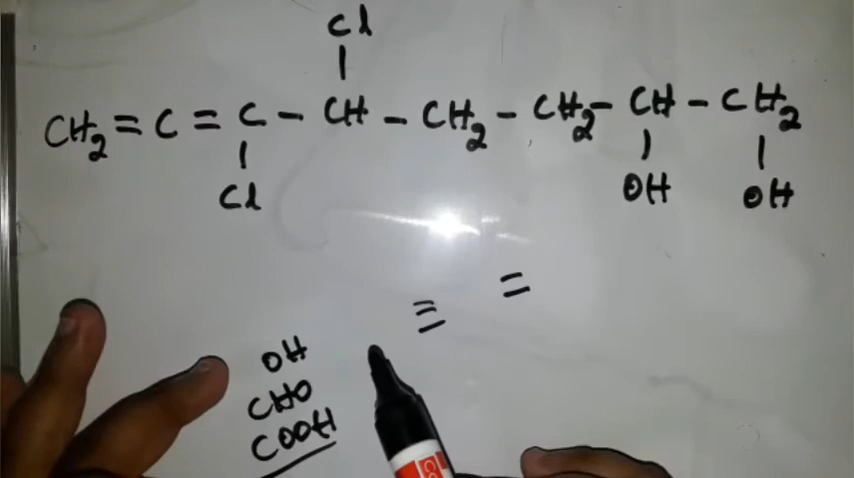 Cl
CH2 = C = C - CH - CH2 - CH2 - CH - CH2
Cl OH OH
≡ =
OH
CHO
COOH